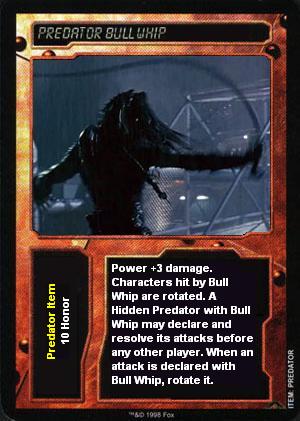 PREDATOR BULL WHIP
Predator Item
10 Honor
Power +3 damage.
Characters hit by Bull
Whip are rotated. A
Hidden Predator with Bull
Whip may declare and
resolve its attacks before
any other player. When an
attack is declared with
Bull Whip, rotate it.
ITEM: PREDATOR
™&© 1998 Fox